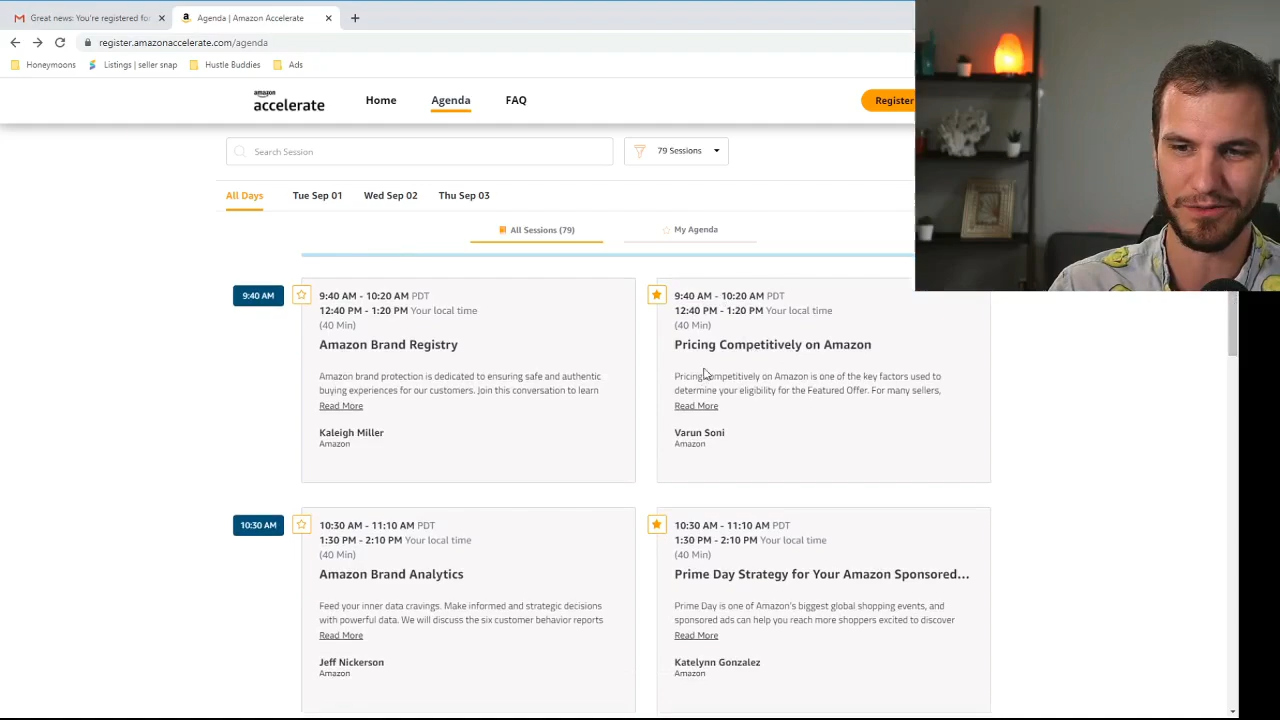 Great news: You're registered fo
Agenda | Amazon Accelerate
register.amazonaccelerate.com/agenda
Honeymoons
Listings | seller snap
Hustle Buddies
Ads
amazon
accelerate
Home
Agenda
FAQ
Register
Search Session
79 Sessions
All Days
Tue Sep 01
Wed Sep 02
Thu Sep 03
All Sessions (79)
My Agenda
9:40 AM
9:40 AM - 10:20 AM PDT
12:40 PM - 1:20 PM Your local time
(40 Min)
Amazon Brand Registry
Amazon brand protection is dedicated to ensuring safe and authentic
buying experiences for our customers. Join this conversation to learn
Read More
Kaleigh Miller
Amazon
9:40 AM - 10:20 AM PDT
12:40 PM - 1:20 PM Your local time
(40 Min)
Pricing Competitively on Amazon
Pricing competitively on Amazon is one of the key factors used to
determine your eligibility for the Featured Offer. For many sellers,
Read More
Varun Soni
Amazon
10:30 AM
10:30 AM - 11:10 AM PDT
1:30 PM - 2:10 PM Your local time
(40 Min)
Amazon Brand Analytics
Feed your inner data cravings. Make informed and strategic decisions
with powerful data. We will discuss the six customer behavior reports
Read More
Jeff Nickerson
Amazon
10:30 AM - 11:10 AM PDT
1:30 PM - 2:10 PM Your local time
(40 Min)
Prime Day Strategy for Your Amazon Sponsored...
Prime Day is one of Amazon's biggest global shopping events, and
sponsored ads can help you reach more shoppers excited to discover
Read More
Katelynn Gonzalez
Amazon